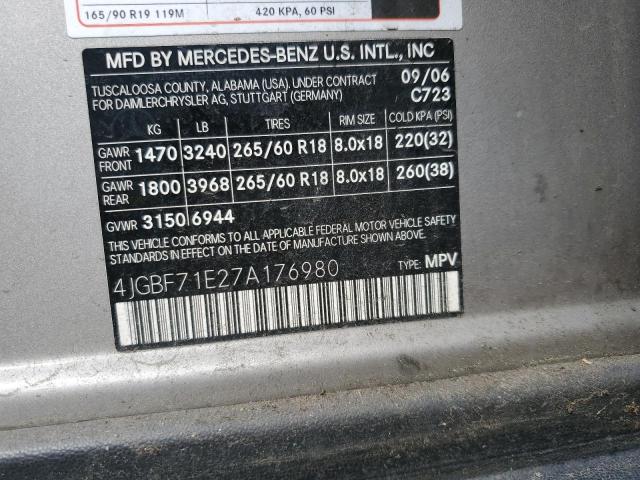 165/90 R19 119M 420 KPA, 60 PSI
MFD BY MERCEDES-BENZ U.S. INTL., INC
TUSCALOOSA COUNTY, ALABAMA (USA). UNDER CONTRACT 09/06
FOR DAIMLERCHRYSLER AG, STUTTGART (GERMANY) C723
KG LB TIRES RIM SIZE COLD KPA (PSI)
GAWR FRONT 1470 3240 265/60 R18 8.0x18 220(32)
GAWR REAR 1800 3968 265/60 R18 8.0x18 260(38)
GVWR 3150 6944
THIS VEHICLE CONFORMS TO ALL APPLICABLE FEDERAL MOTOR VEHICLE SAFETY
STANDARDS IN EFFECT ON THE DATE OF MANUFACTURE SHOWN ABOVE.
4JGBF71E27A176980 TYPE: MPV